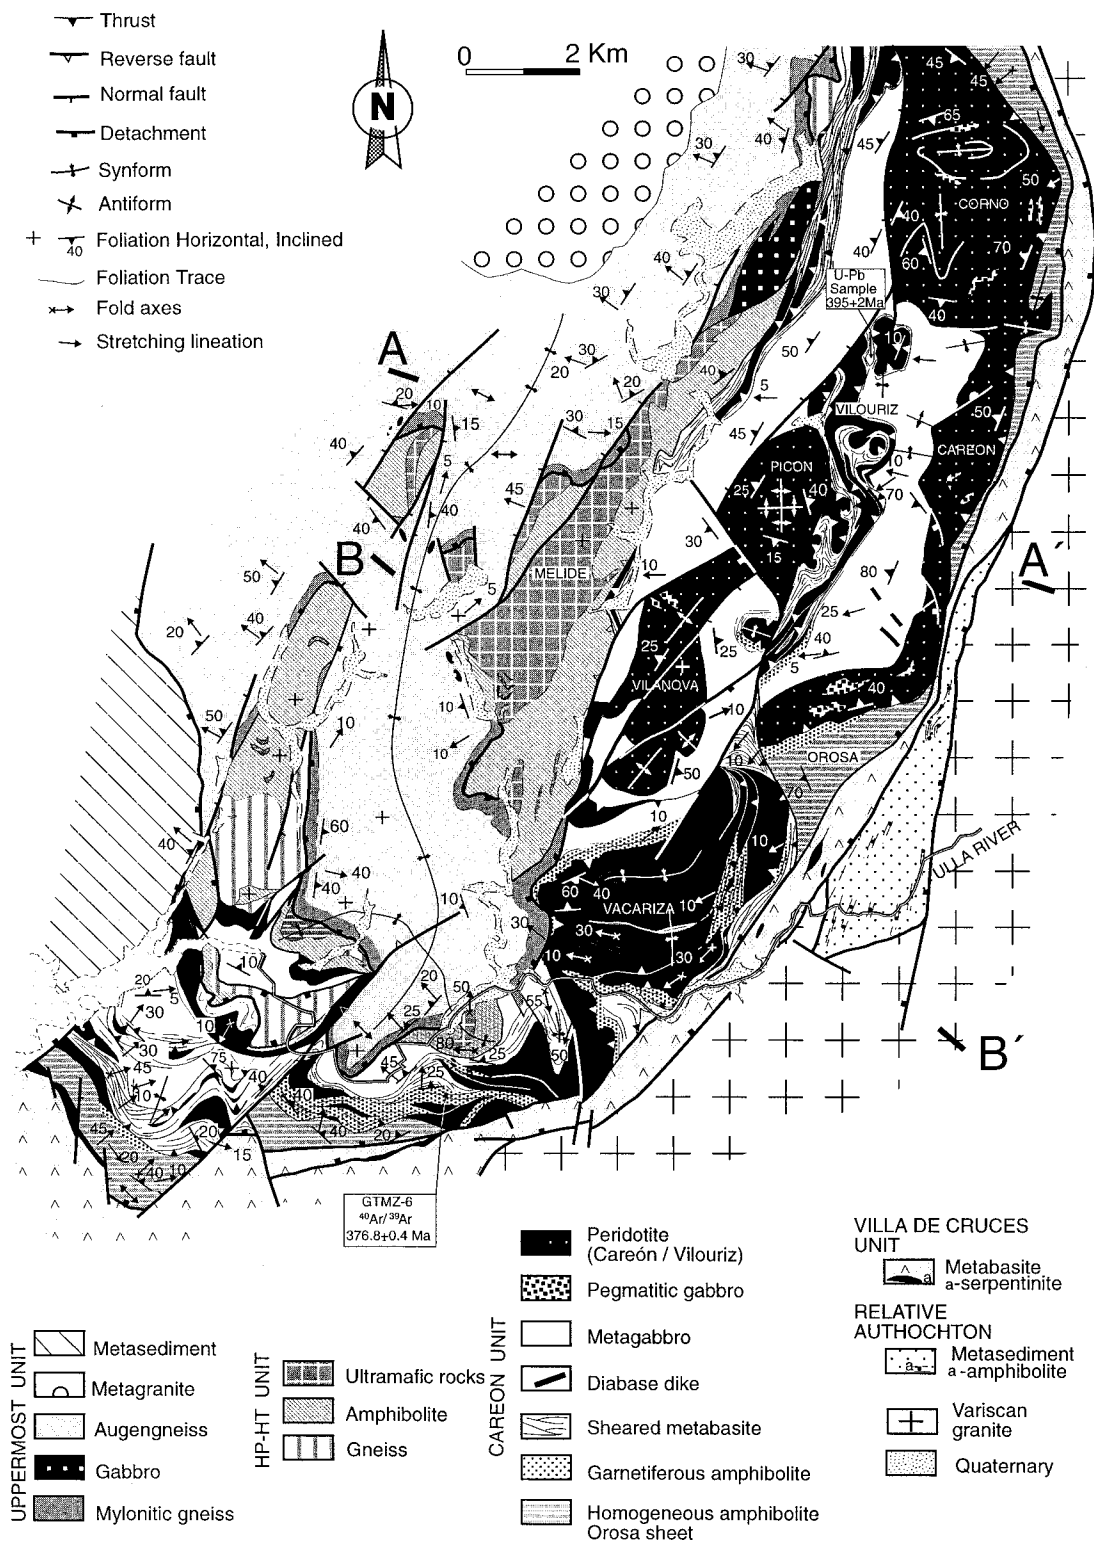 Thrust
Reverse fault
Normal fault
Detachment
Synform
Antiform
40
Foliation Horizontal, Inclined
Foliation Trace
Fold axes
Stretching lineation
N
0 2 Km
A
B
A´
B´
CORNO
U-Pb
Sample
395±2Ma
VILOURIZ
CAREON
PICON
MELIDE
VILANOVA
OROSA
VACARIZA
ULLA RIVER
GTMZ-6
40Ar/ 39Ar
376.8±0.4 Ma
UPPERMOST UNIT
Metasediment
Metagranite
Augengneiss
Gabbro
Mylonitic gneiss
HP-HT UNIT
Ultramafic rocks
Amphibolite
Gneiss
CAREON UNIT
Peridotite
(Careón / Vilouriz)
Pegmatitic gabbro
Metagabbro
Diabase dike
Sheared metabasite
Garnetiferous amphibolite
Homogeneous amphibolite
Orosa sheet
VILLA DE CRUCES
UNIT
a
Metabasite
a-serpentinite
RELATIVE
AUTHOCHTON
a
Metasediment
a-amphibolite
Variscan
granite
Quaternary